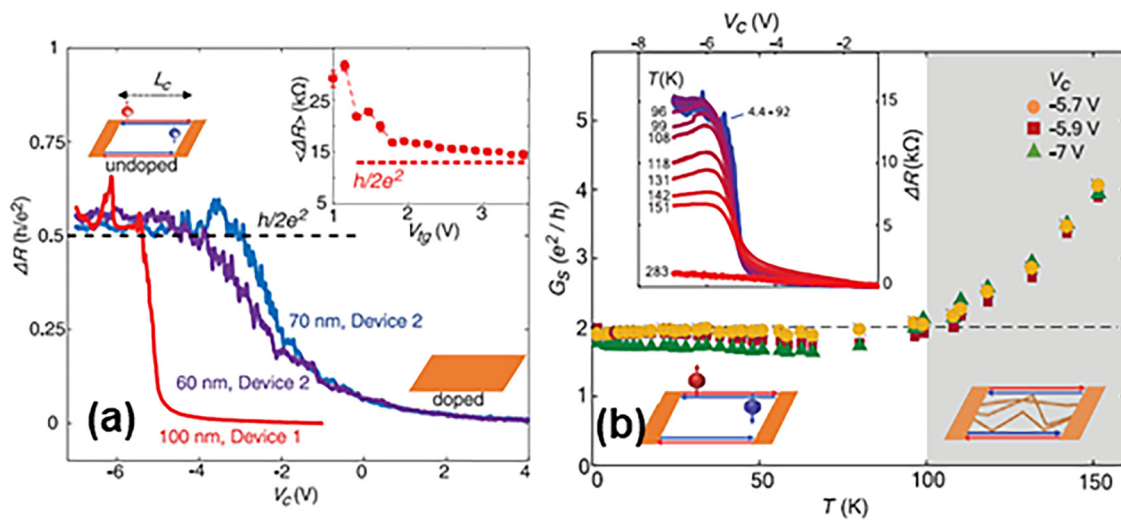 (a)
1
0.75
0.5
0.25
0
ΔR (h/e²)
-6
-4
-2
0
2
4
V_c (V)
L_c
undoped
h/2e²
70 nm, Device 2
60 nm, Device 2
100 nm, Device 1
doped
<ΔR> (kΩ)
25
15
5
h/2e²
1
2
3
V_tg (V)
(b)
V_c (V)
-8
-6
-4
-2
T(K)
96
99
108
118
131
142
151
283
4.4 • 92
15
10
5
0
ΔR (kΩ)
V_c
-5.7 V
-5.9 V
-7 V
G_s (e² / h)
6
5
4
3
2
1
0
0
50
100
150
T (K)